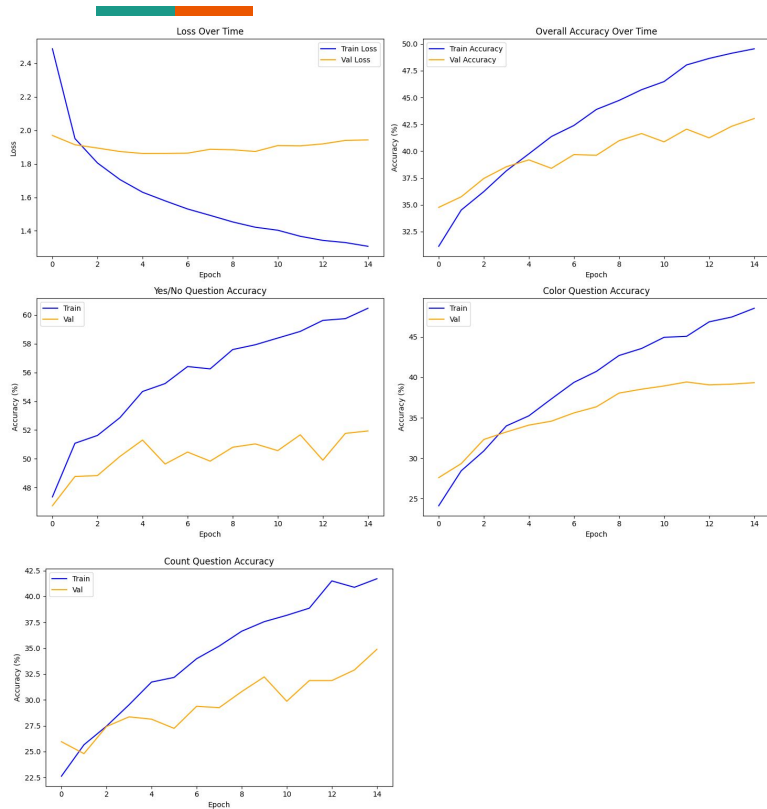 Loss Over Time
Train Loss
Val Loss
2.4
2.2
2.0
1.8
1.6
1.4
Loss
0 2 4 6 8 10 12 14
Epoch
Overall Accuracy Over Time
Train Accuracy
Val Accuracy
50.0
47.5
45.0
42.5
40.0
37.5
35.0
32.5
Accuracy (%)
0 2 4 6 8 10 12 14
Epoch
Yes/No Question Accuracy
Train
Val
60
58
56
54
52
50
48
Accuracy (%)
0 2 4 6 8 10 12 14
Epoch
Color Question Accuracy
Train
Val
45
40
35
30
25
Accuracy (%)
0 2 4 6 8 10 12 14
Epoch
Count Question Accuracy
Train
Val
42.5
40.0
37.5
35.0
32.5
30.0
27.5
25.0
22.5
Accuracy (%)
0 2 4 6 8 10 12 14
Epoch